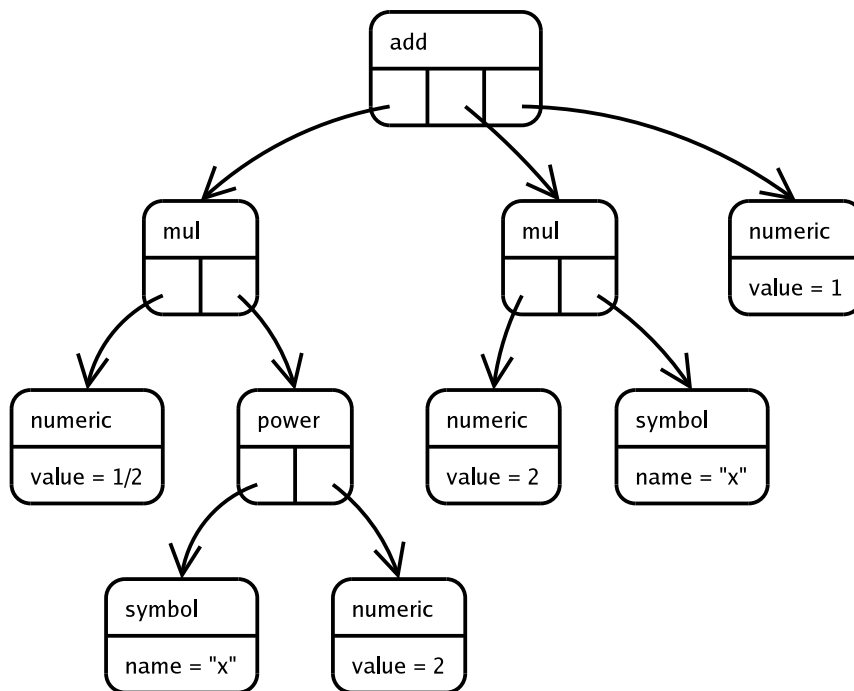 add
mul
mul
numeric
value = 1
numeric
value = 1/2
power
numeric
value = 2
symbol
name = "x"
symbol
name = "x"
numeric
value = 2